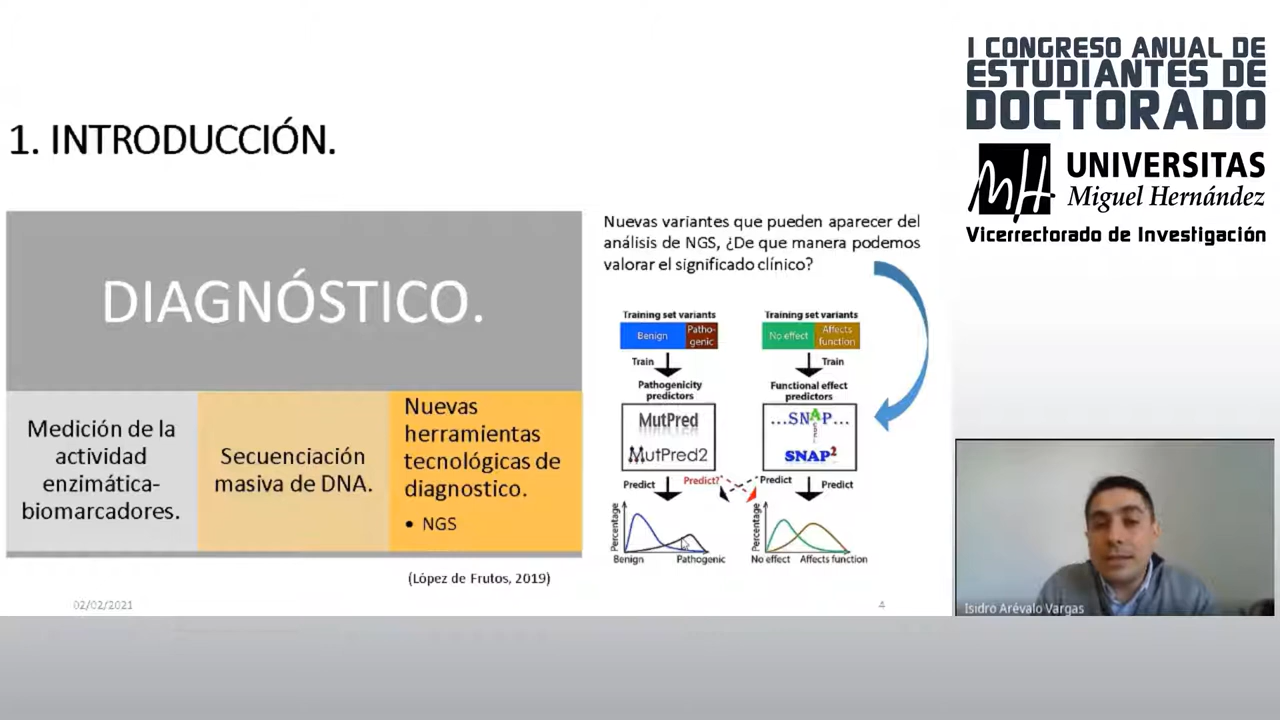 I CONGRESO ANUAL DE
ESTUDIANTES DE
DOCTORADO
UNIVERSITAS
Miguel Hernández
Vicerrectorado de Investigación
1. INTRODUCCIÓN.
DIAGNÓSTICO.
Medición de la
actividad
enzimática-
biomarcadores.
Secuenciación
masiva de DNA.
Nuevas
herramientas
tecnológicas de
diagnostico.
• NGS
(López de Frutos, 2019)
Nuevas variantes que pueden aparecer del
análisis de NGS, ¿De que manera podemos
valorar el significado clínico?
Training set variants
Benign
Patho-
genic
Train
Pathogenicity
predictors
MutPred
MutPred2
Predict
Predict?
Percentage
Benign
Pathogenic
Training set variants
No effect
Affects
function
Train
Functional effect
predictors
...SNAP...
SNAP2
Predict
Predict
Percentage
No effect
Affects function
02/02/2021
4
Isidro Arévalo Vargas